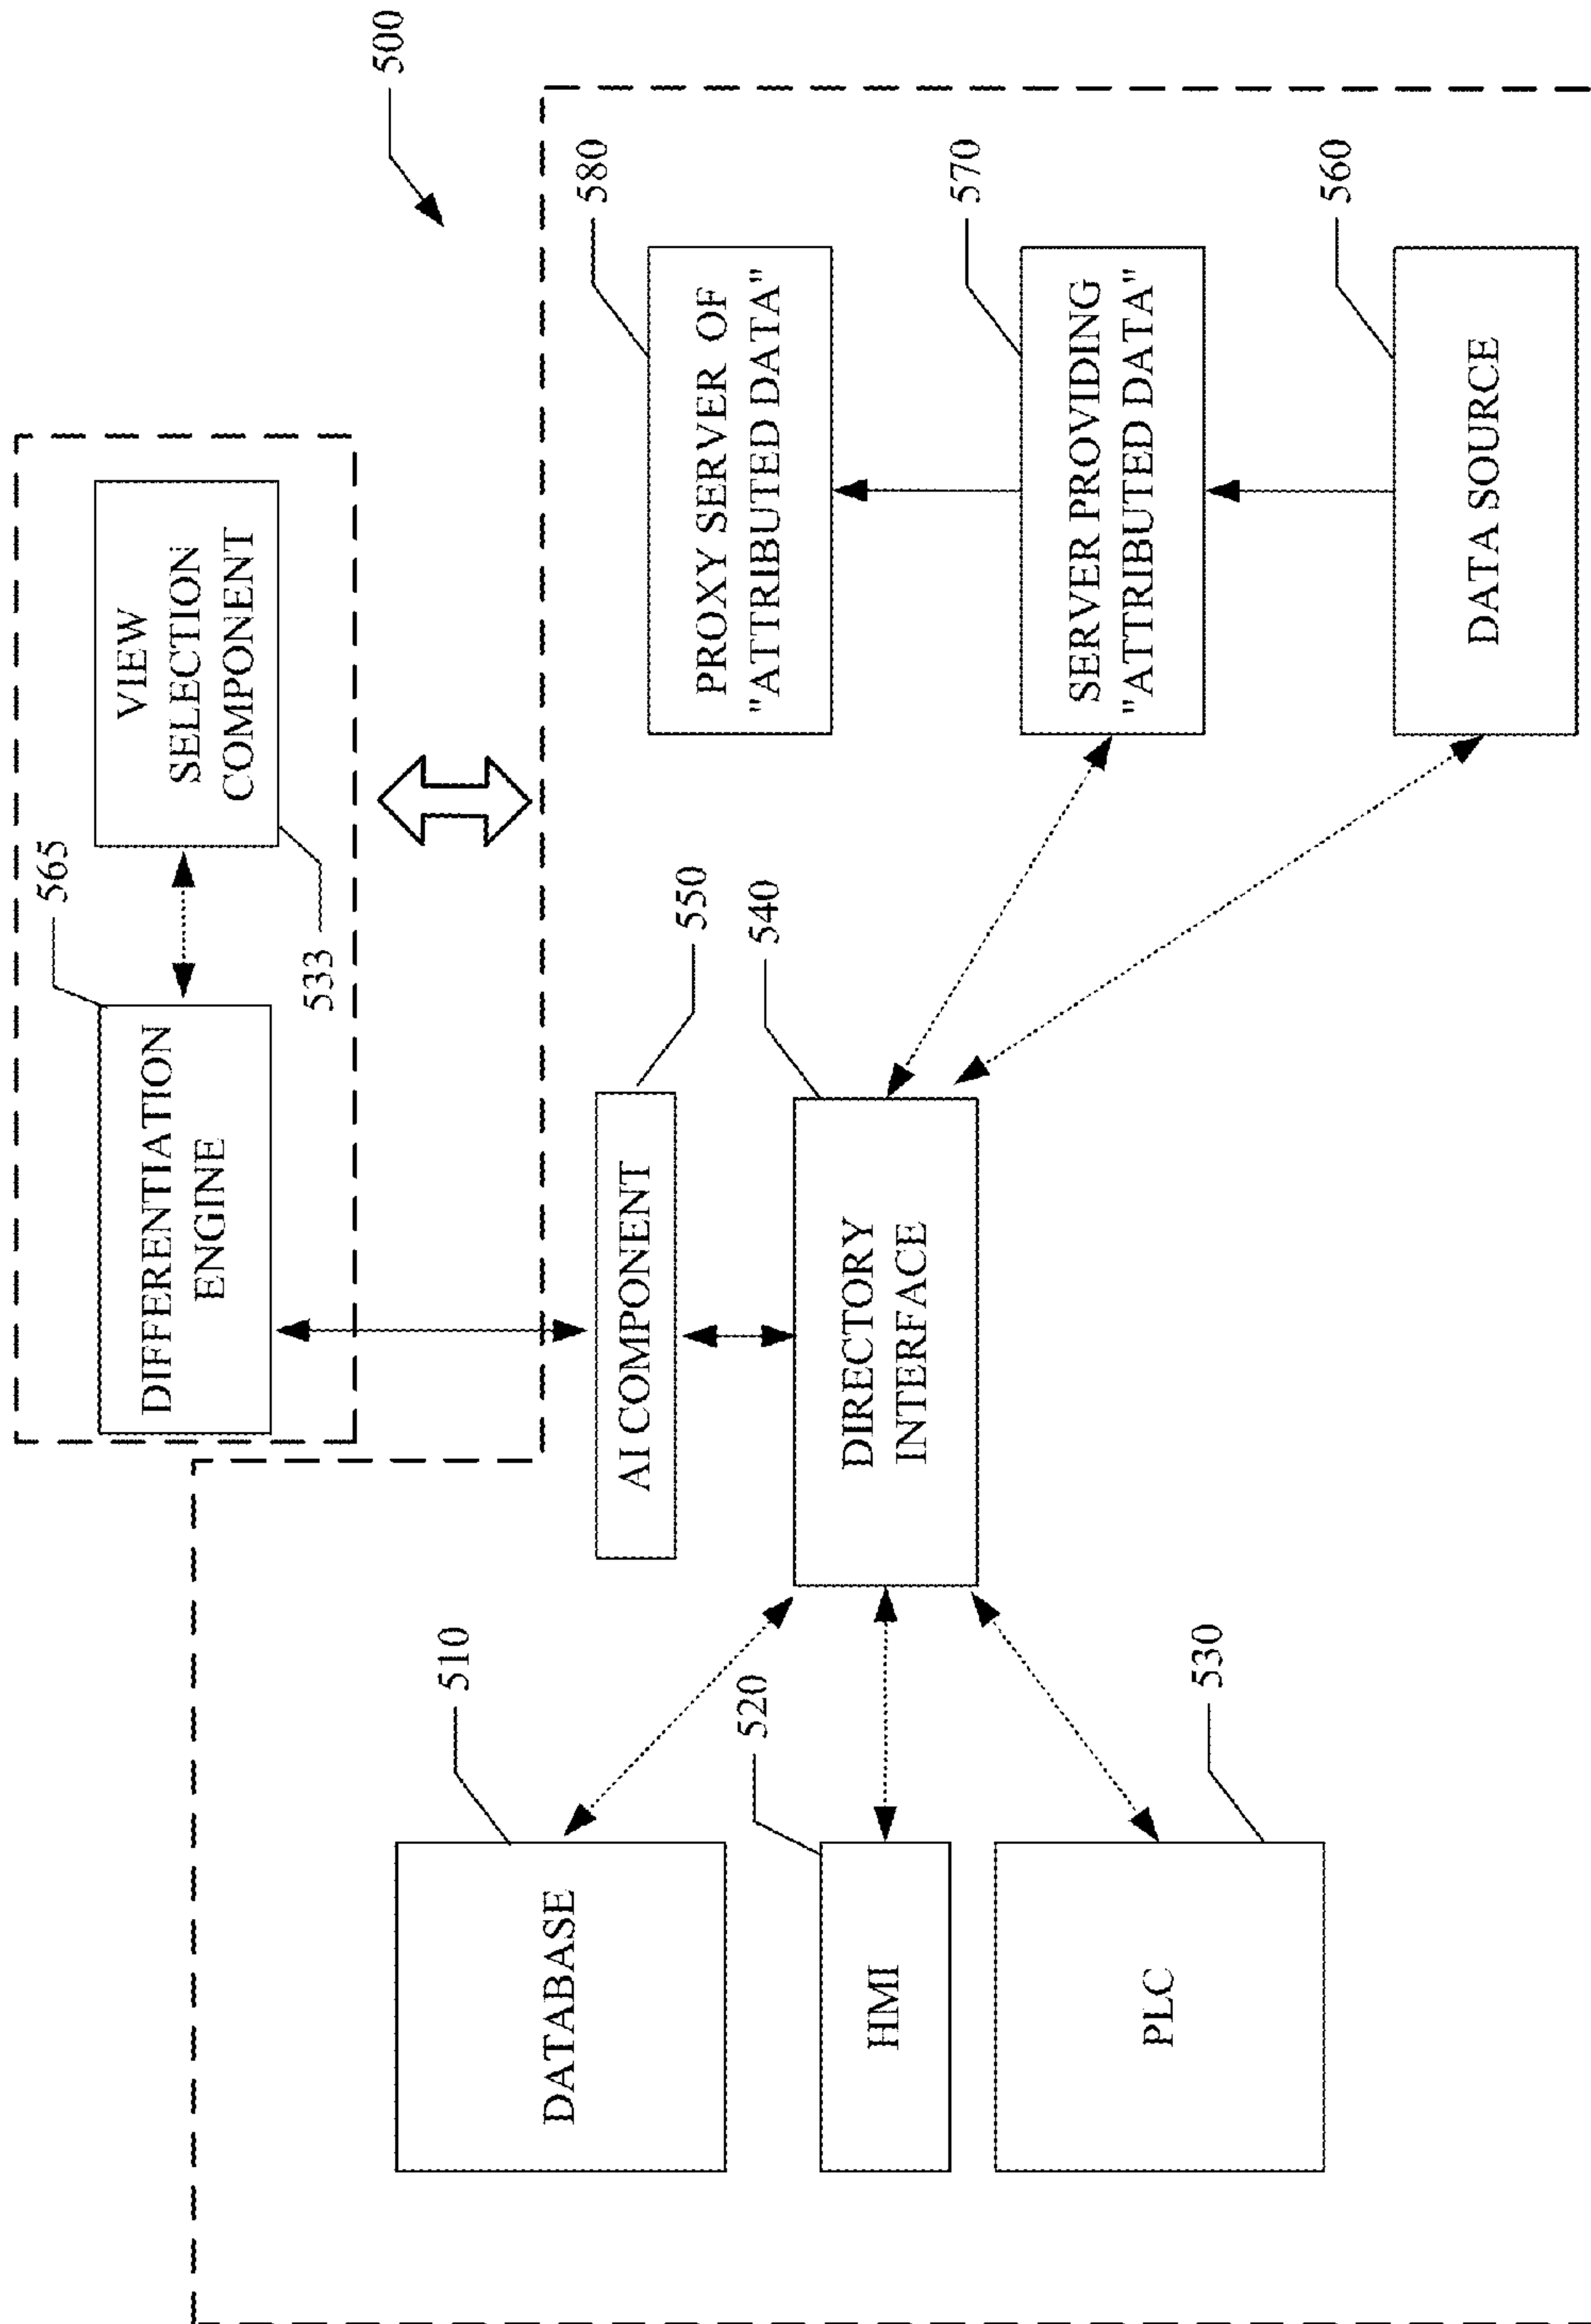 500
565
DIFFERENTIATION
ENGINE
VIEW
SELECTION
COMPONENT
533
510
DATABASE
520
HMI
530
PLC
550
AI COMPONENT
540
DIRECTORY
INTERFACE
580
PROXY SERVER OF
"ATTRIBUTED DATA"
570
SERVER PROVIDING
"ATTRIBUTED DATA"
560
DATA SOURCE